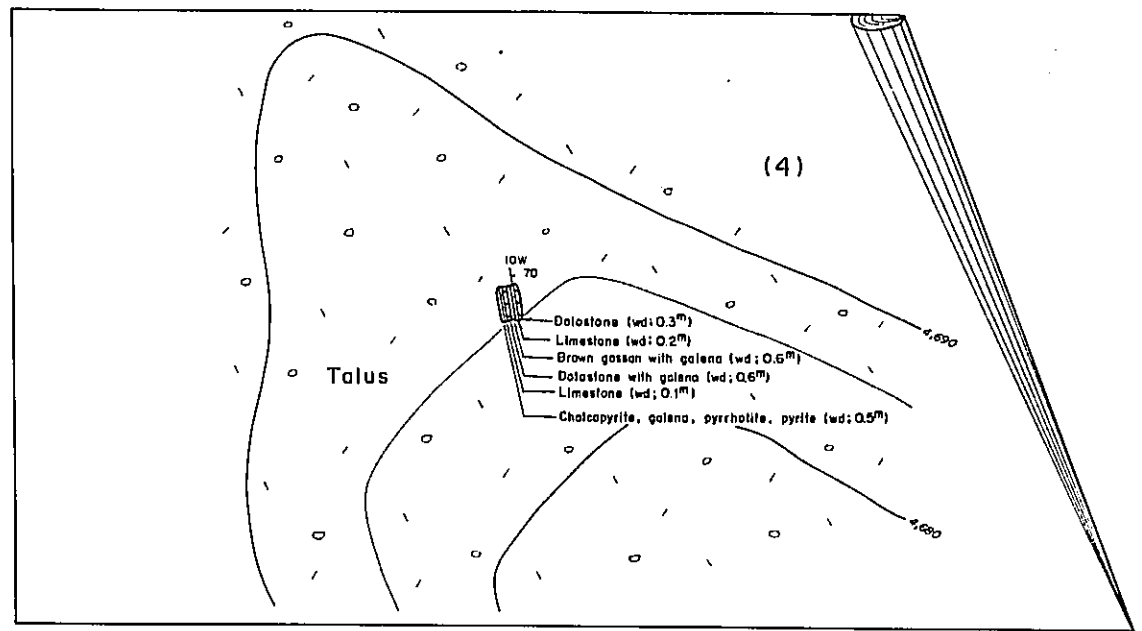 (4)
10W
70
Dolostone (wd; 0.3m)
Limestone (wd; 0.2m)
Brown gossan with galena (wd; 0.6m)
Dolostone with galena (wd; 0.6m)
Limestone (wd; 0.1m)
Chalcopyrite, galena, pyrrhotite, pyrite (wd; 0.5m)
Talus
4,690
4,680